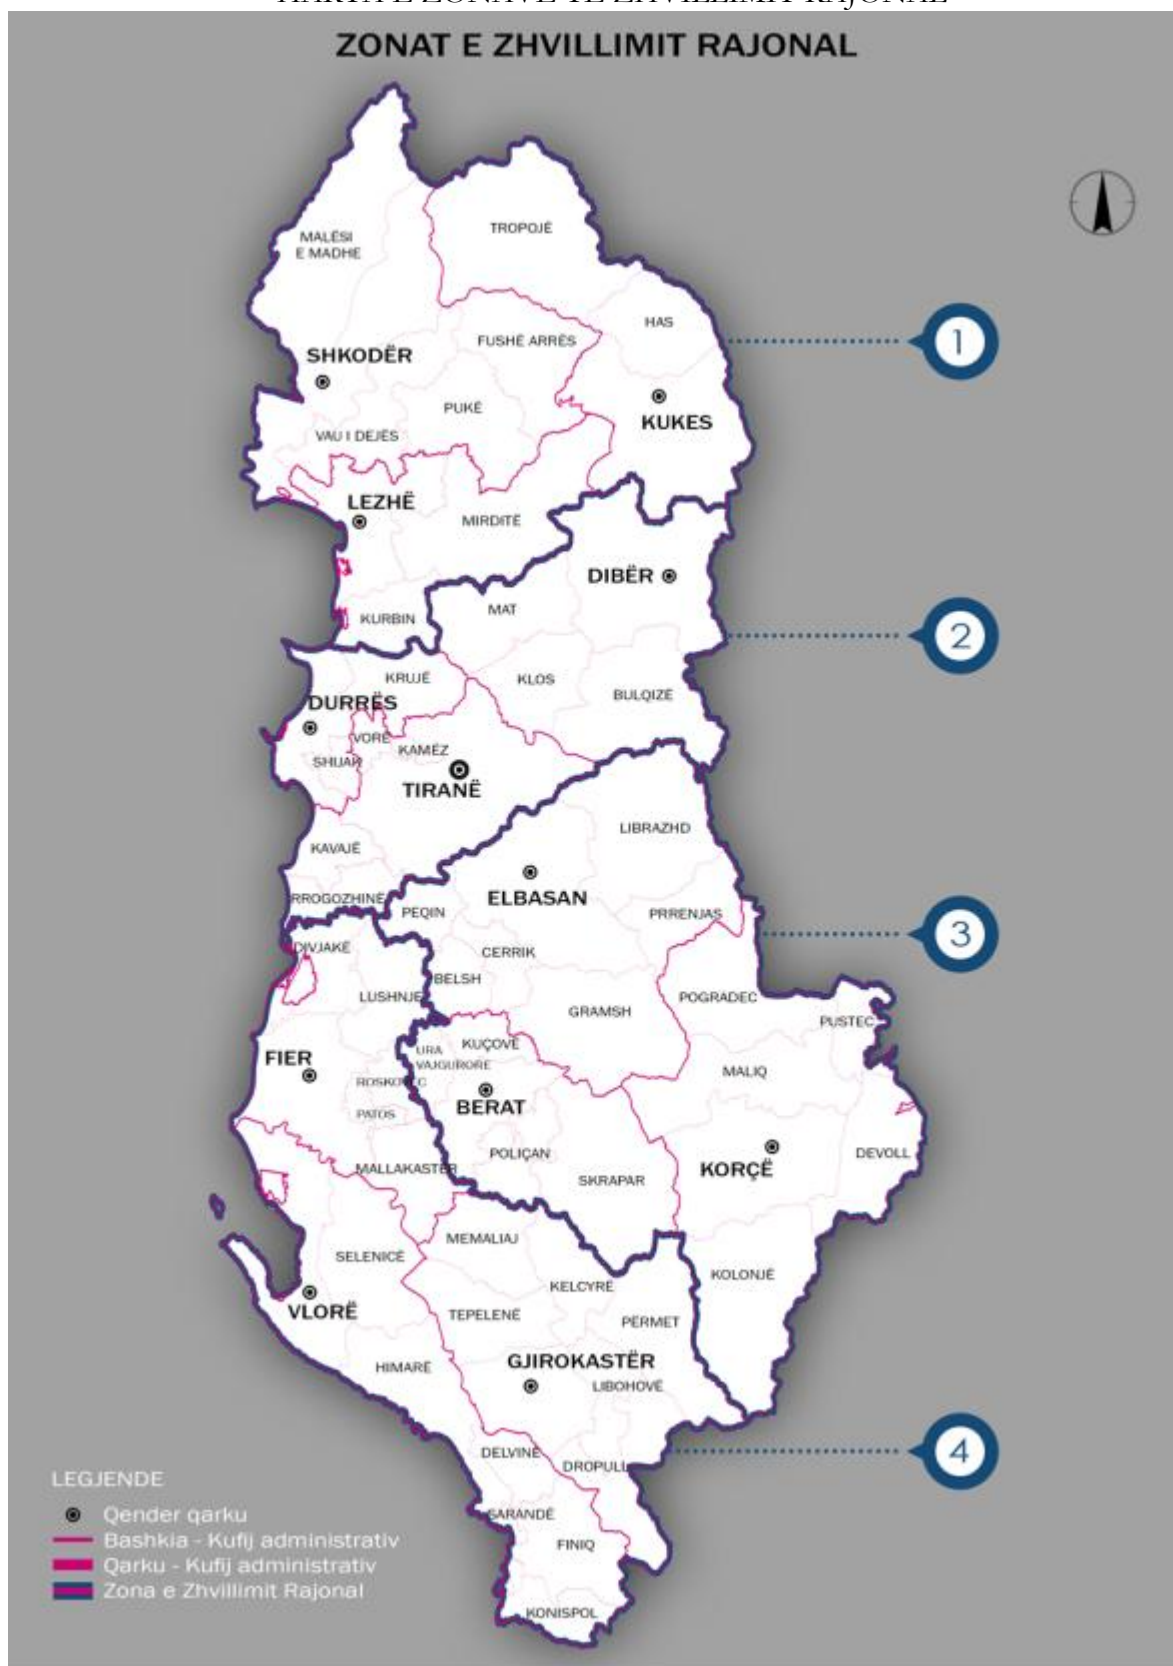 ZONAT E ZHVILLIMIT RAJONAL
MALËSI
E MADHE
TROPOJË
HAS
1
FUSHË ARRËS
SHKODËR
PUKË
KUKES
VAU I DEJËS
LEZHË
MIRDITË
DIBËR
MAT
KURBIN
2
KRUJË
KLOS
BULQIZË
DURRËS
VORË
KAMËZ
SHIJAK
TIRANË
LIBRAZHD
KAVAJË
ELBASAN
RROGOZHINË
PEQIN
PRRENJAS
3
DIVJAKË
CERRIK
BELSH
LUSHNJE
GRAMSH
POGRADEC
PUSTEC
FIER
URA
VAJGURORE
KUÇOVË
MALIQ
ROSKOVEC
BERAT
PATOS
POLIÇAN
KORÇË
DEVOLL
MALLAKASTËR
SKRAPAR
MEMALIAJ
SELENICË
KELCYRË
KOLONJË
VLORË
TEPELENË
PËRMET
GJIROKASTËR
HIMARË
LIBOHOVË
DELVINË
DROPULL
4
SARANDË
FINIQ
KONISPOL
LEGJENDE
Qender qarku
Bashkia - Kufij administrativ
Qarku - Kufij administrativ
Zona e Zhvillimit Rajonal